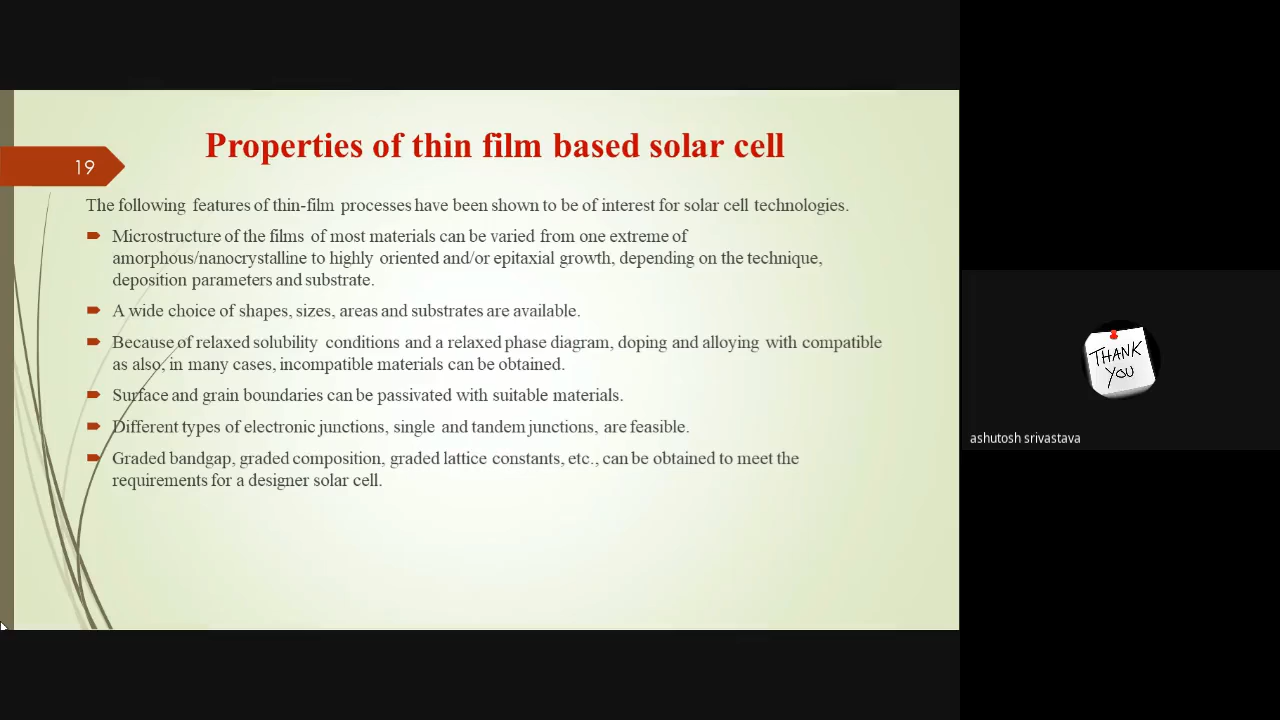 Properties of thin film based solar cell
19
The following features of thin-film processes have been shown to be of interest for solar cell technologies.
Microstructure of the films of most materials can be varied from one extreme of
amorphous/nanocrystalline to highly oriented and/or epitaxial growth, depending on the technique,
deposition parameters and substrate.
A wide choice of shapes, sizes, areas and substrates are available.
Because of relaxed solubility conditions and a relaxed phase diagram, doping and alloying with compatible
as also, in many cases, incompatible materials can be obtained.
Surface and grain boundaries can be passivated with suitable materials.
Different types of electronic junctions, single and tandem junctions, are feasible.
Graded bandgap, graded composition, graded lattice constants, etc., can be obtained to meet the
requirements for a designer solar cell.
THANK
YOU
ashutosh srivastava